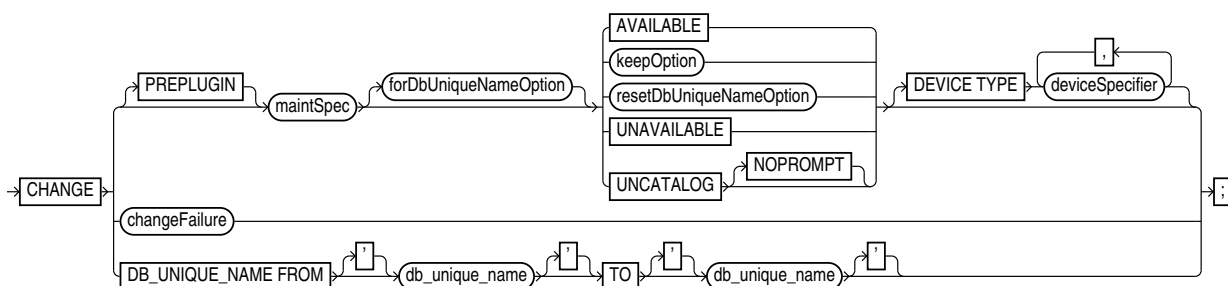 AVAILABLE
PREPLUGIN forDbUniqueNameOption keepOption DEVICE TYPE , deviceSpecifier
maintSpec resetDbUniqueNameOption
UNAVAILABLE
CHANGE UNCATALOG NOPROMPT ;
changeFailure
DB_UNIQUE_NAME FROM ' db_unique_name ' TO ' db_unique_name '